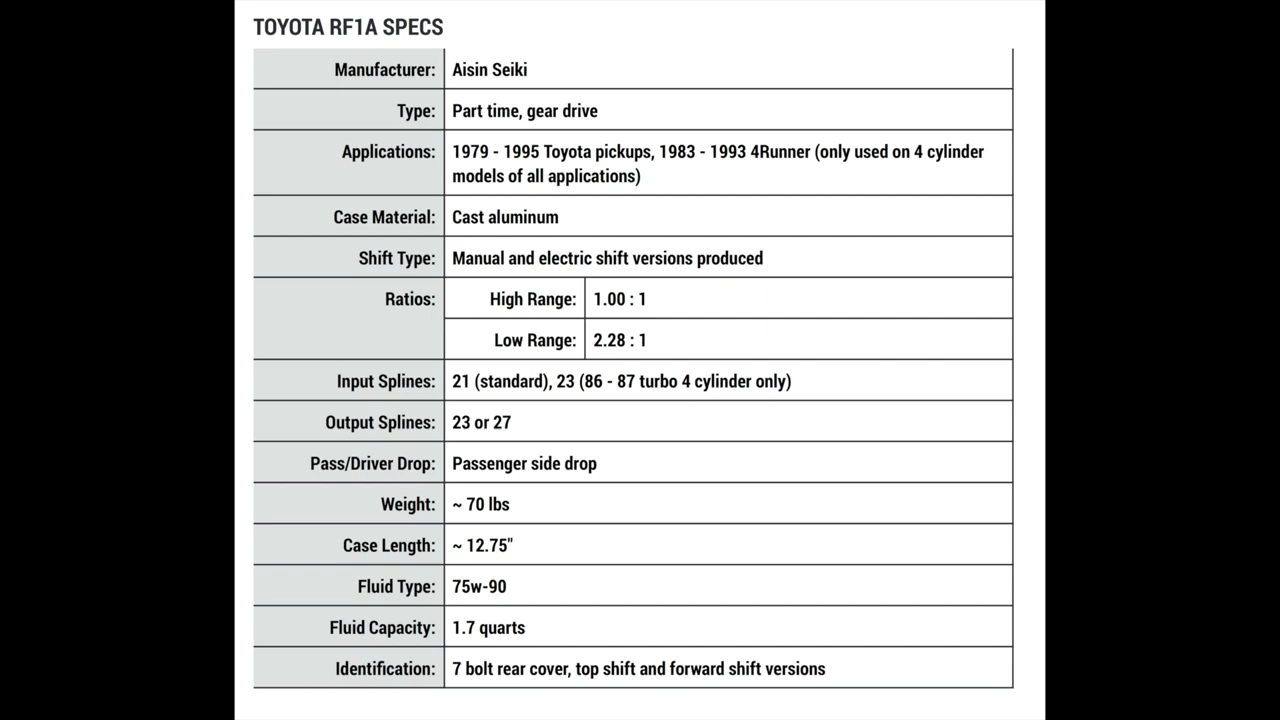 TOYOTA RF1A SPECS
Manufacturer: Aisin Seiki
Type: Part time, gear drive
Applications: 1979 - 1995 Toyota pickups, 1983 - 1993 4Runner (only used on 4 cylinder
models of all applications)
Case Material: Cast aluminum
Shift Type: Manual and electric shift versions produced
Ratios: High Range: 1.00 : 1
Low Range: 2.28 : 1
Input Splines: 21 (standard), 23 (86 - 87 turbo 4 cylinder only)
Output Splines: 23 or 27
Pass/Driver Drop: Passenger side drop
Weight: ~ 70 lbs
Case Length: ~ 12.75"
Fluid Type: 75w-90
Fluid Capacity: 1.7 quarts
Identification: 7 bolt rear cover, top shift and forward shift versions